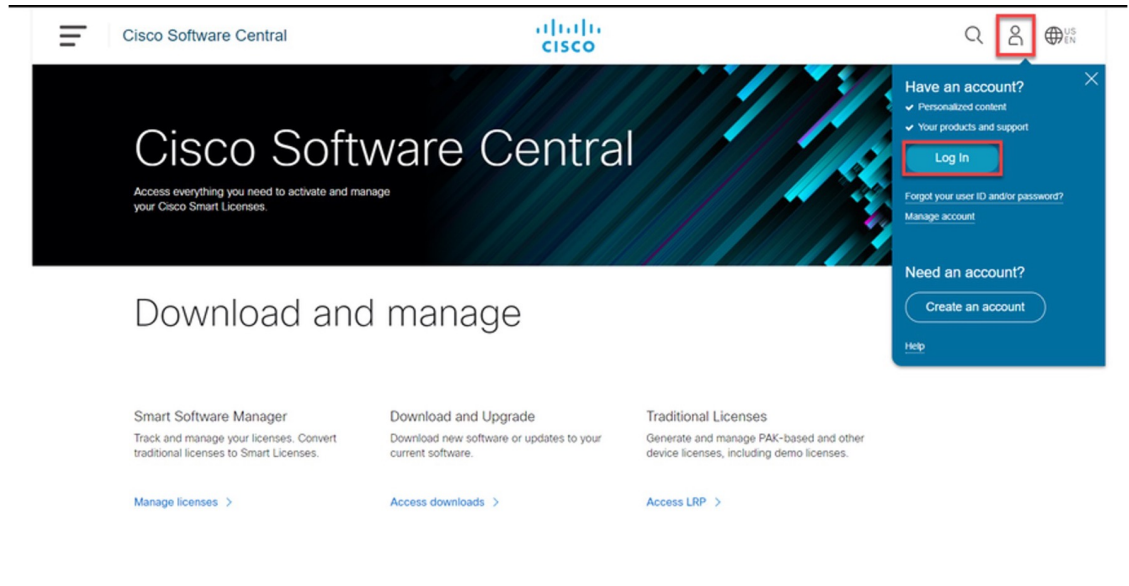 Cisco Software Central
CISCO
US
EN
Cisco Software Central
Access everything you need to activate and manage
your Cisco Smart Licenses.
Have an account?
Personalized content
Your products and support
Log In
Forgot your user ID and/or password?
Manage account
Need an account?
Create an account
Help
Download and manage
Smart Software Manager
Track and manage your licenses. Convert
traditional licenses to Smart Licenses.
Manage licenses
Download and Upgrade
Download new software or updates to your
current software.
Access downloads
Traditional Licenses
Generate and manage PAK-based and other
device licenses, including demo licenses.
Access LRP